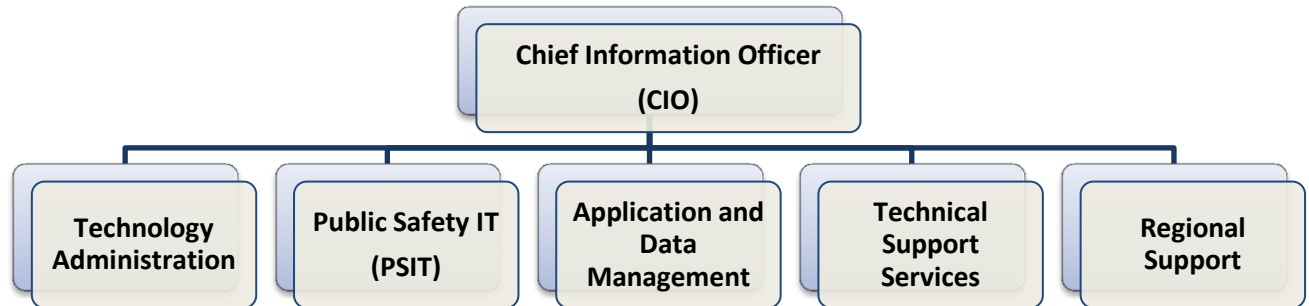 Chief Information Officer
(CIO)
Technology
Administration
Public Safety IT
(PSIT)
Application and
Data
Management
Technical
Support
Services
Regional
Support